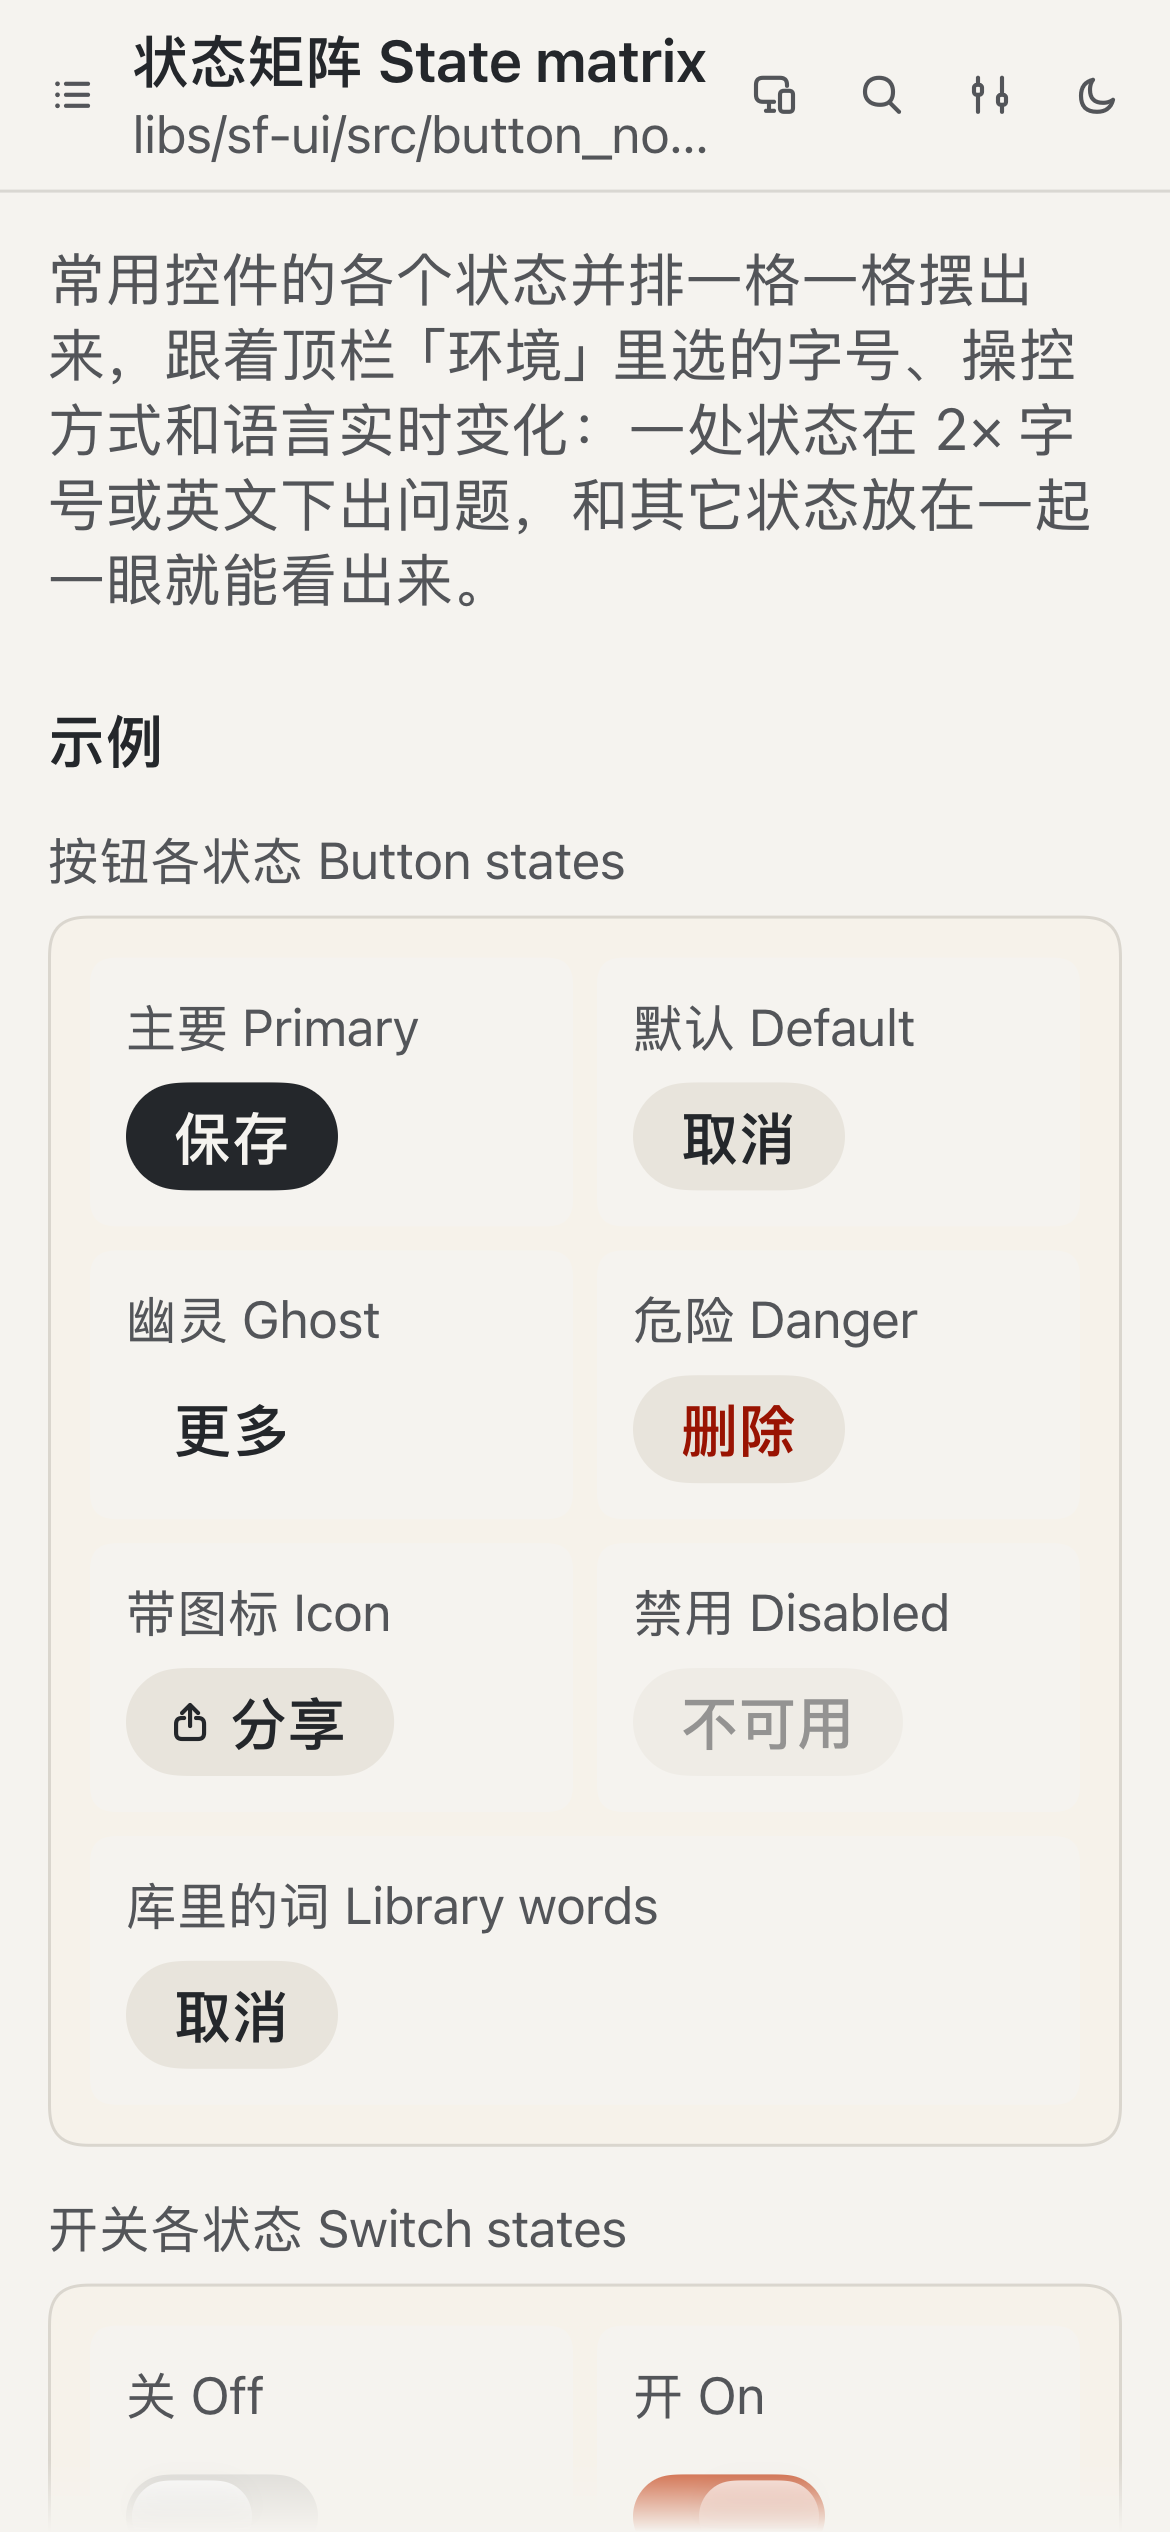 状态矩阵 State matrix
libs/sf-ui/src/button_no...
常用控件的各个状态并排一格一格摆出
来，跟着顶栏「环境」里选的字号、操控
方式和语言实时变化：一处状态在 2× 字
号或英文下出问题，和其它状态放在一起
一眼就能看出来。
示例
按钮各状态 Button states
主要 Primary
默认 Default
保存
取消
幽灵 Ghost
危险 Danger
更多
删除
带图标 Icon
禁用 Disabled
分享
不可用
库里的词 Library words
取消
开关各状态 Switch states
关 Off
开 On